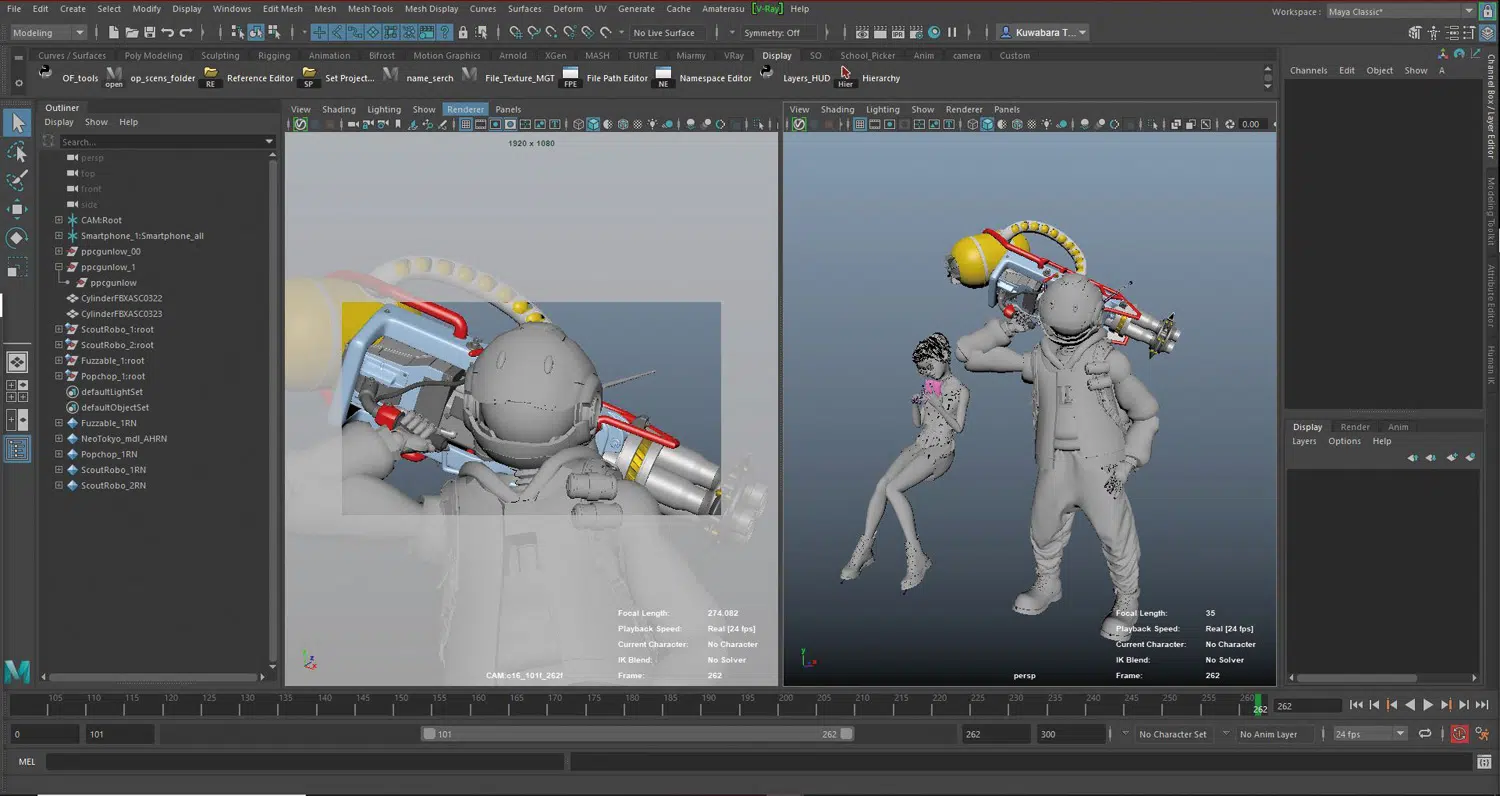 File Edit Create Select Modify Display Windows Edit Mesh Mesh Mesh Tools Mesh Display Curves Surfaces Deform UV Generate Cache Amaterasu [V-Ray] Help
Workspace : Maya Classic*
Modeling
No Live Surface
Symmetry: Off
Kuwabara T...
Curves / Surfaces Poly Modeling Sculpting Rigging Animation Bifrost Motion Graphics Arnold XGen MASH TURTLE Miarmy VRay Display SO School_Picker Anim camera Custom
OF_tools op_scens_folder Reference Editor Set Project... name_serch File_Texture_MGT File Path Editor Namespace Editor Layers_HUD Hierarchy
open RE SP FPE NE Hier
Channels Edit Object Show A
Channel Box / Layer Editor
Modeling Toolkit
Attribute Editor
Human IK
Outliner
Display Show Help
Search...
persp
top
front
side
CAM:Root
Smartphone_1:Smartphone_all
ppcgunlow_00
ppcgunlow_1
ppcgunlow
CylinderFBXASC0322
CylinderFBXASC0323
ScoutRobo_1:root
ScoutRobo_2:root
Fuzzable_1:root
Popchop_1:root
defaultLightSet
defaultObjectSet
Fuzzable_1RN
NeoTokyo_mdl_AHRN
Popchop_1RN
ScoutRobo_1RN
ScoutRobo_2RN
View Shading Lighting Show Renderer Panels
1920 x 1080
Focal Length: 274.082
Playback Speed: Real [24 fps]
Current Character: No Character
IK Blend: No Solver
Frame: 262
CAM:c16_101f_262f
View Shading Lighting Show Renderer Panels
0.00
L
Focal Length: 35
Playback Speed: Real [24 fps]
Current Character: No Character
IK Blend: No Solver
Frame: 262
persp
Display Render Anim
Layers Options Help
105 110 115 120 125 130 135 140 145 150 155 160 165 170 175 180 185 190 195 200 205 210 215 220 225 230 235 240 245 250 255 260
262
262
0
101
101
262
262
300
No Character Set
No Anim Layer
24 fps
MEL